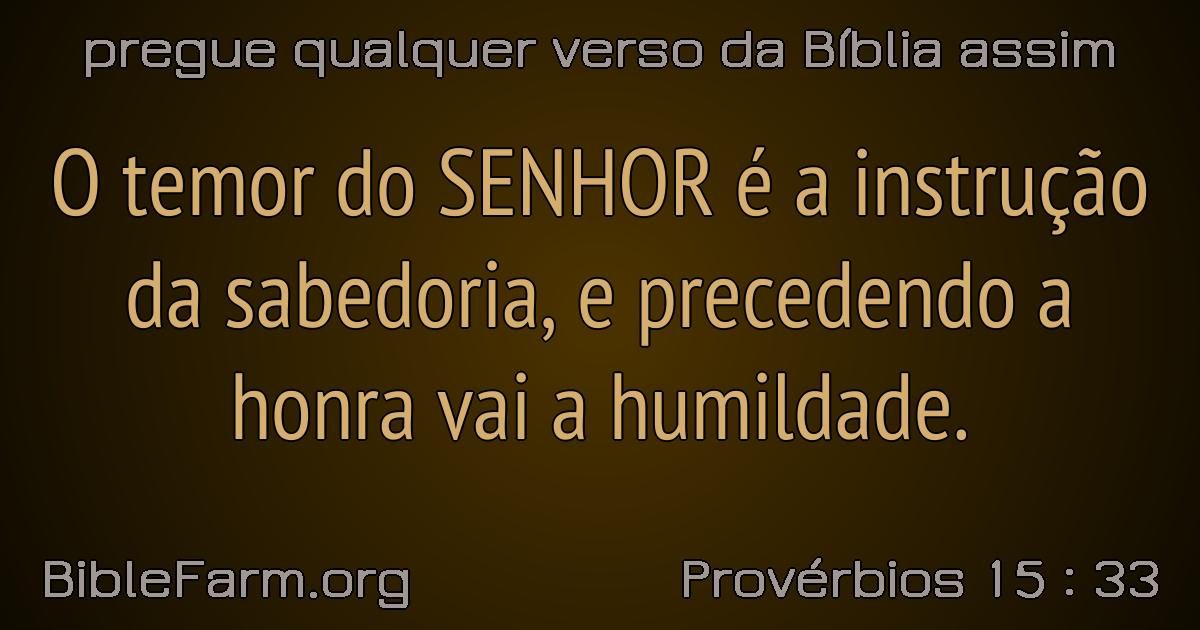 pregue qualquer verso da Bíblia assim
O temor do SENHOR é a instrução
da sabedoria, e precedendo a
honra vai a humildade.
BibleFarm.org
Provérbios 15 : 33